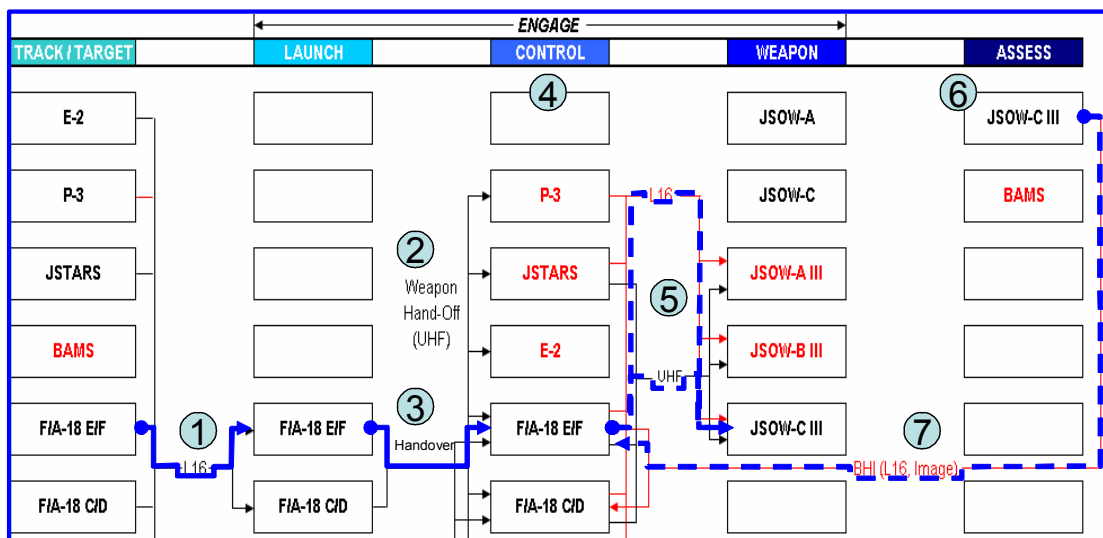 ENGAGE
TRACK / TARGET
LAUNCH
CONTROL
WEAPON
ASSESS
4
6
E-2
JSOW-A
JSOW-C III
P-3
P-3
L16
JSOW-C
BAMS
2
Weapon
Hand-Off
(UHF)
JSTARS
JSTARS
5
JSOW-A III
BAMS
E-2
UHF
JSOW-B III
1
3
7
F/A-18 E/F
F/A-18 E/F
Handover
F/A-18 E/F
JSOW-C III
L16
BHI (L16, Image)
F/A-18 C/D
F/A-18 C/D
F/A-18 C/D